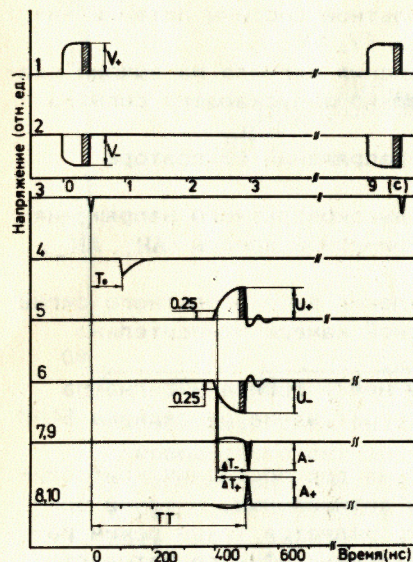 Напряжение (отн. ед.)
1
V+
2
V-
0 1 2 3 9 (с)
3
4
T₀
0.25
5
U+
6
0.25
U-
7,9
A-
ΔT-
ΔT+
A+
8,10
TT
0 200 400 600 Время(нс)